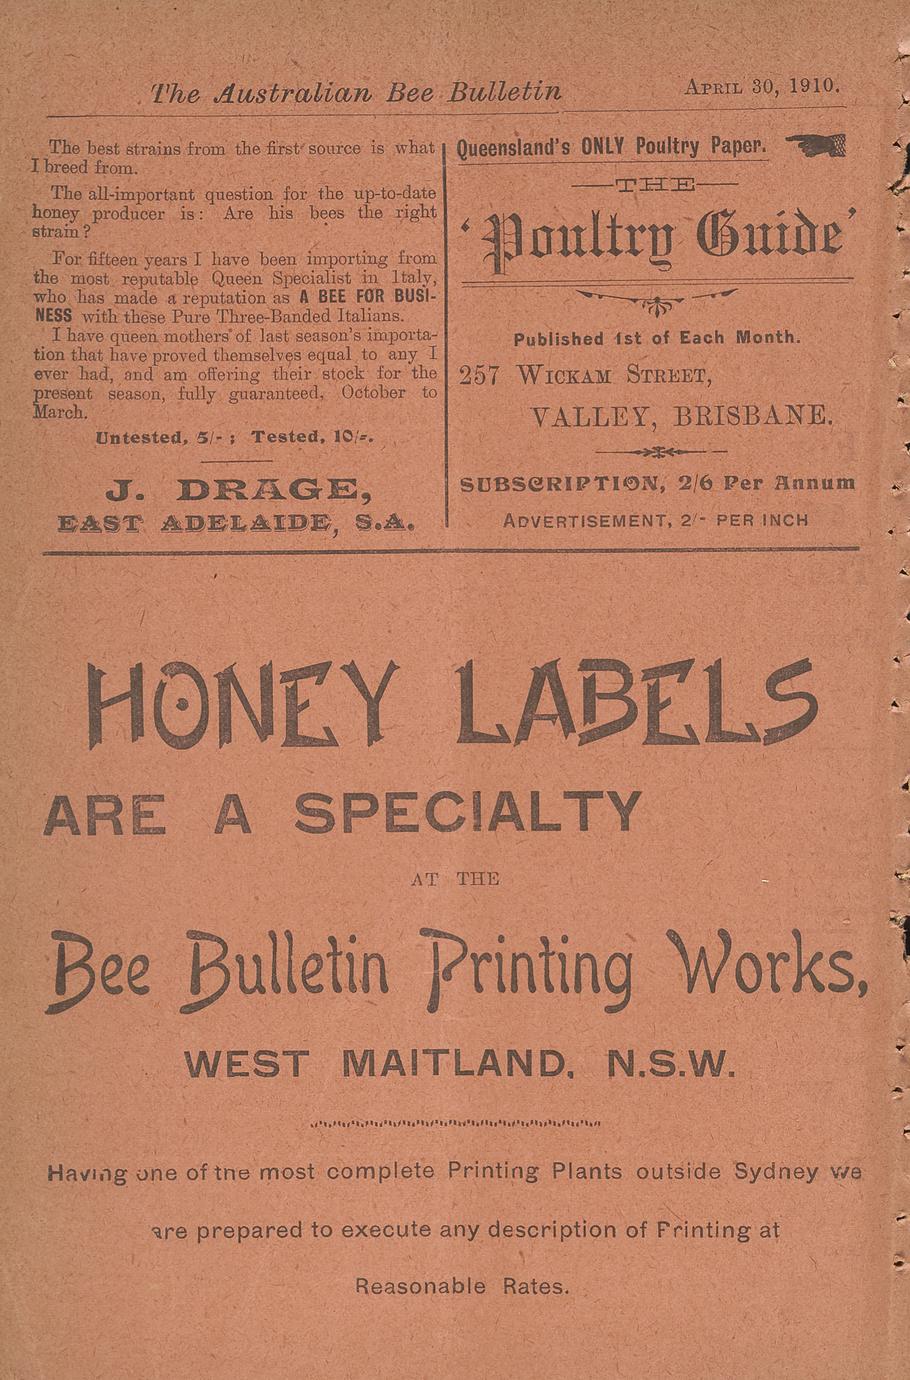 The Australian Bee Bulletin APRIL 30, 1910.
The best strains from the first source is what
I breed from.
The all-important question for the up-to-date
honey producer is: Are his bees the right
strain?
For fifteen years I have been importing from
the most reputable Queen Specialist in Italy,
who has made a reputation as A BEE FOR BUSI-
NESS with these Pure Three-Banded Italians.
I have queen mothers of last season's importa-
tion that have proved themselves equal to any I
ever had, and am offering their stock for the
present season, fully guaranteed, October to
March.
Untested, 5/- ; Tested, 10/-.
J. DRAGE,
EAST ADELAIDE, S.A.
Queensland's ONLY Poultry Paper.
THE
'Poultry Guide'
Published 1st of Each Month.
257 WICKAM STREET,
VALLEY, BRISBANE.
SUBSCRIPTION, 2/6 Per Annum
ADVERTISEMENT, 2/- PER INCH
HONEY LABELS
ARE A SPECIALTY
AT THE
Bee Bulletin Printing Works,
WEST MAITLAND, N.S.W.
Having one of the most complete Printing Plants outside Sydney we
are prepared to execute any description of Printing at
Reasonable Rates.